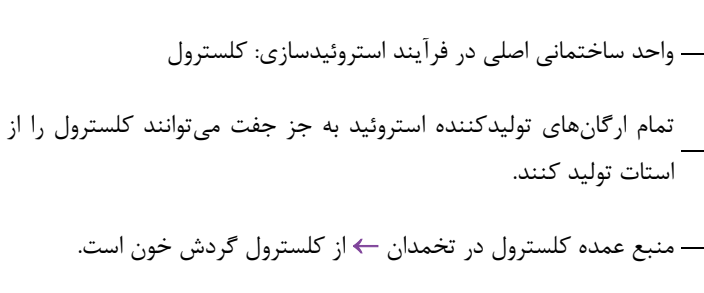 واحد ساختمانی اصلی در فرآیند استروئیدسازی: کلسترول
تمام ارگان‌های تولیدکننده استروئید به جز جفت می‌توانند کلسترول را از
استات تولید کنند.
منبع عمده کلسترول در تخمدان ← از کلسترول گردش خون است.